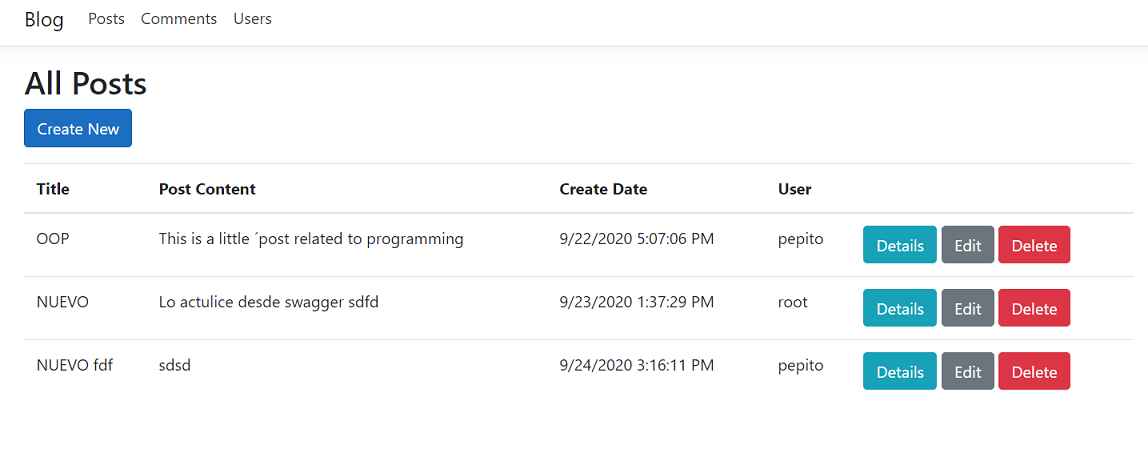 Blog Posts Comments Users
All Posts
Create New
Title Post Content Create Date User
OOP This is a little ´post related to programming 9/22/2020 5:07:06 PM pepito Details Edit Delete
NUEVO Lo actulice desde swagger sdfd 9/23/2020 1:37:29 PM root Details Edit Delete
NUEVO fdf sdsd 9/24/2020 3:16:11 PM pepito Details Edit Delete